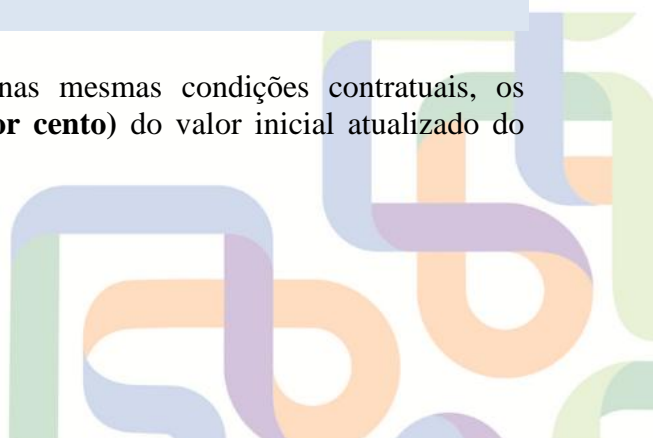 nas mesmas condições contratuais, os
or cento) do valor inicial atualizado do